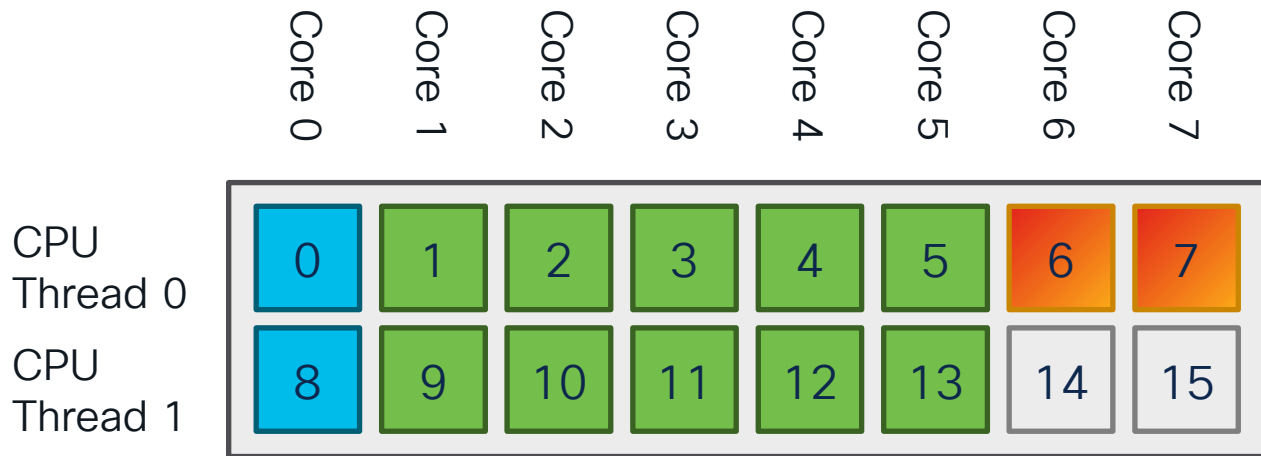 Core 0
Core 1
Core 2
Core 3
Core 4
Core 5
Core 6
Core 7
CPU
Thread 0
0 1 2 3 4 5 6 7
CPU
Thread 1
8 9 10 11 12 13 14 15